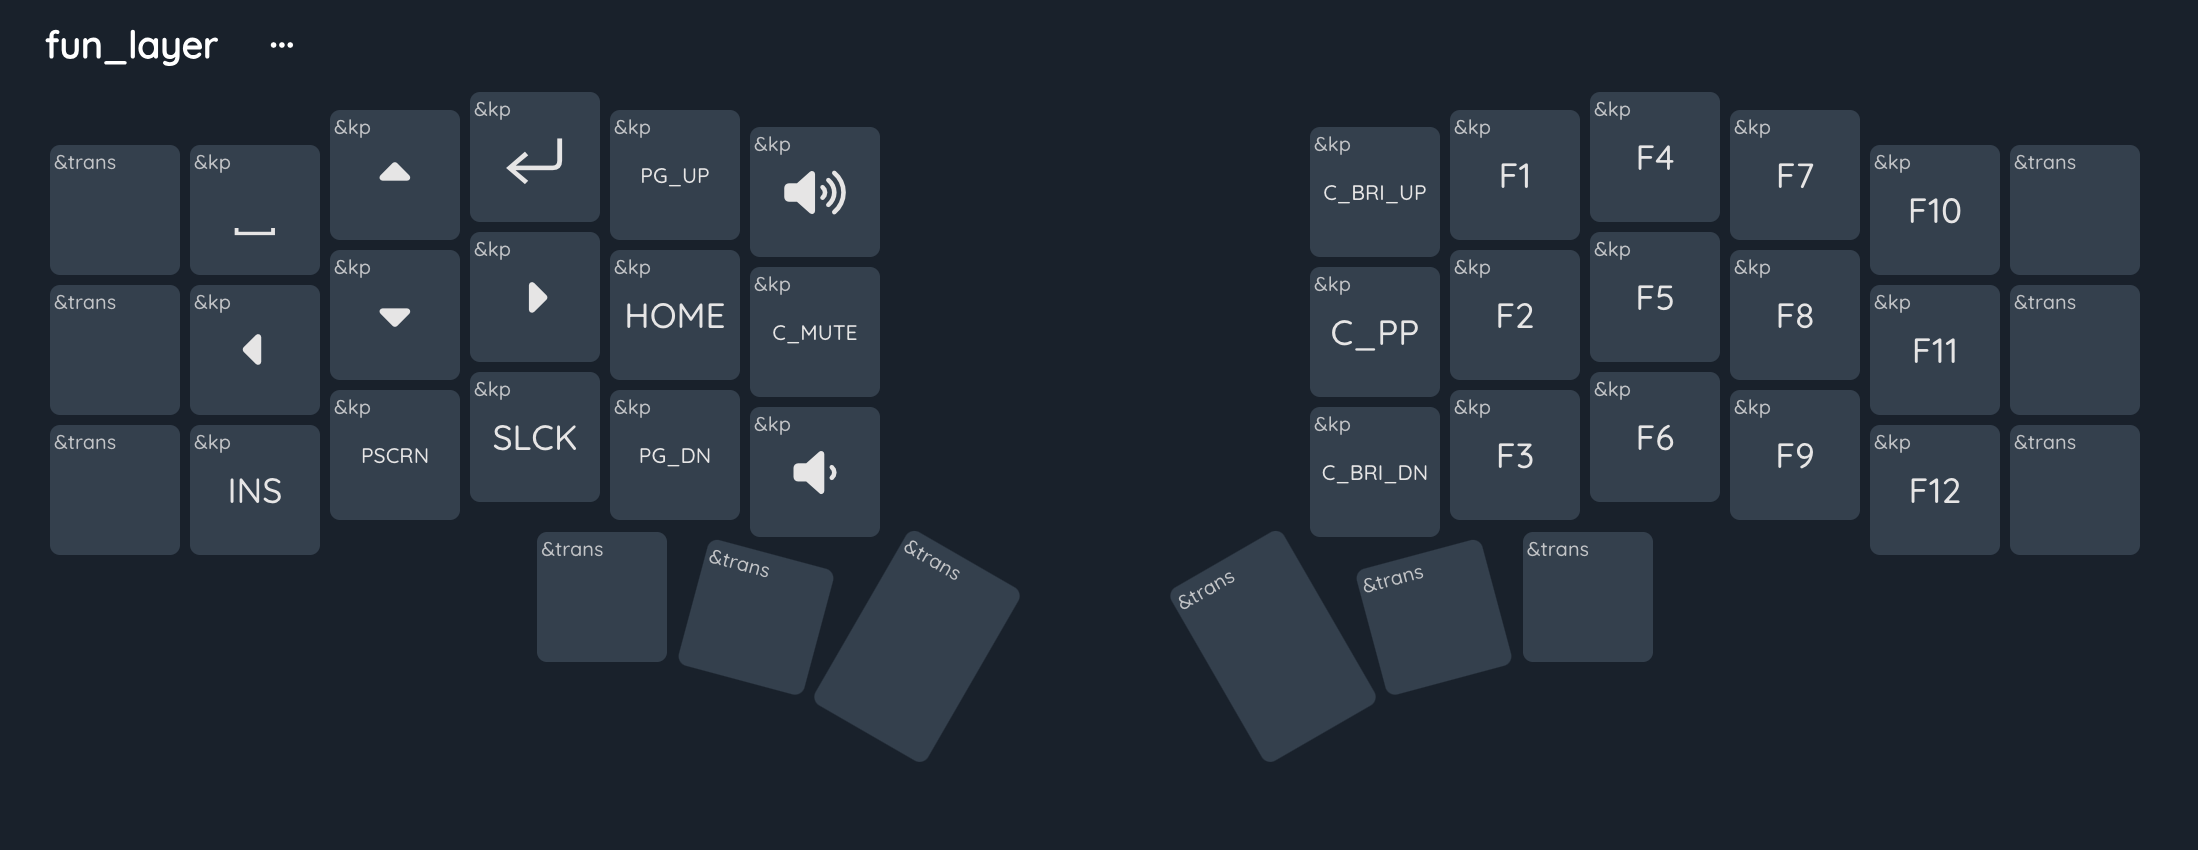 fun_layer ...
&trans
&kp
&kp
&kp
&kp
PG_UP
&kp
&kp
C_BRI_UP
&kp
F1
&kp
F4
&kp
F7
&kp
F10
&trans
&trans
&kp
&kp
&kp
&kp
HOME
&kp
C_MUTE
&kp
C_PP
&kp
F2
&kp
F5
&kp
F8
&kp
F11
&trans
&trans
&kp
INS
&kp
PSCRN
&kp
SLCK
&kp
PG_DN
&kp
&kp
C_BRI_DN
&kp
F3
&kp
F6
&kp
F9
&kp
F12
&trans
&trans
&trans
&trans
&trans
&trans
&trans